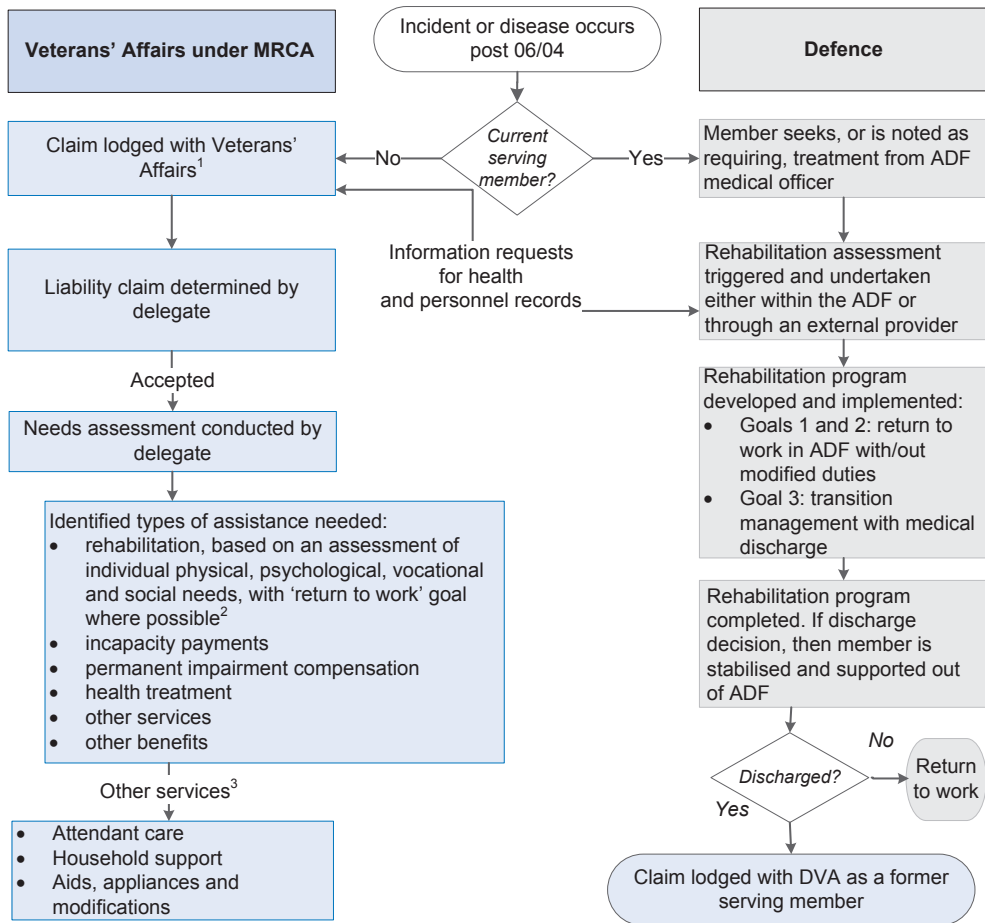 Incident or disease occurs
post 06/04
Veterans’ Affairs under MRCA
Defence
Current
serving
member?
No
Yes
Claim lodged with Veterans’
Affairs1
Member seeks, or is noted as
requiring, treatment from ADF
medical officer
Information requests
for health
and personnel records
Liability claim determined by
delegate
Rehabilitation assessment
triggered and undertaken
either within the ADF or
through an external provider
Accepted
Needs assessment conducted by
delegate
Rehabilitation program
developed and implemented:
• Goals 1 and 2: return to
work in ADF with/out
modified duties
• Goal 3: transition
management with medical
discharge
Identified types of assistance needed:
• rehabilitation, based on an assessment of
individual physical, psychological, vocational
and social needs, with ‘return to work’ goal
where possible2
• incapacity payments
• permanent impairment compensation
• health treatment
• other services
• other benefits
Rehabilitation program
completed. If discharge
decision, then member is
stabilised and supported out
of ADF
Other services3
• Attendant care
• Household support
• Aids, appliances and
modifications
Discharged?
No
Yes
Return
to work
Claim lodged with DVA as a former
serving member